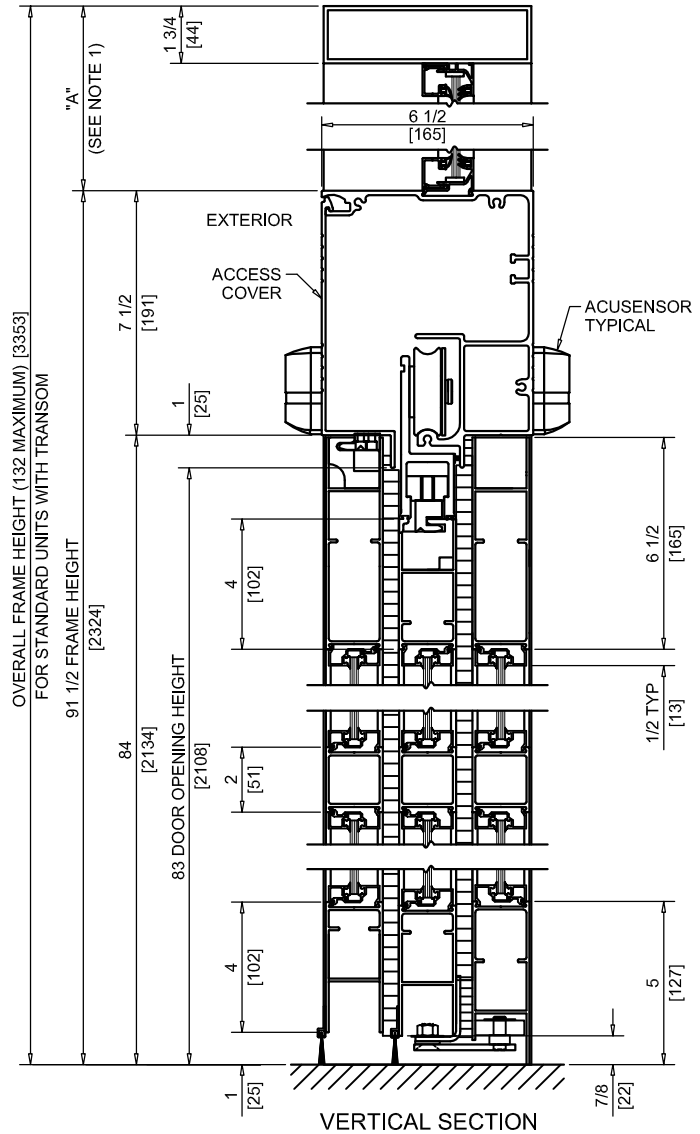 1 3/4
[44]
"A"
(SEE NOTE 1)
6 1/2
[165]
EXTERIOR
ACCESS
COVER
ACUSENSOR
TYPICAL
7 1/2
[191]
1
[25]
OVERALL FRAME HEIGHT (132 MAXIMUM) [3353]
FOR STANDARD UNITS WITH TRANSOM
91 1/2 FRAME HEIGHT
[2324]
84
[2134]
83 DOOR OPENING HEIGHT
[2108]
4
[102]
6 1/2
[165]
1/2 TYP
[13]
2
[51]
4
[102]
5
[127]
1
[25]
7/8
[22]
VERTICAL SECTION